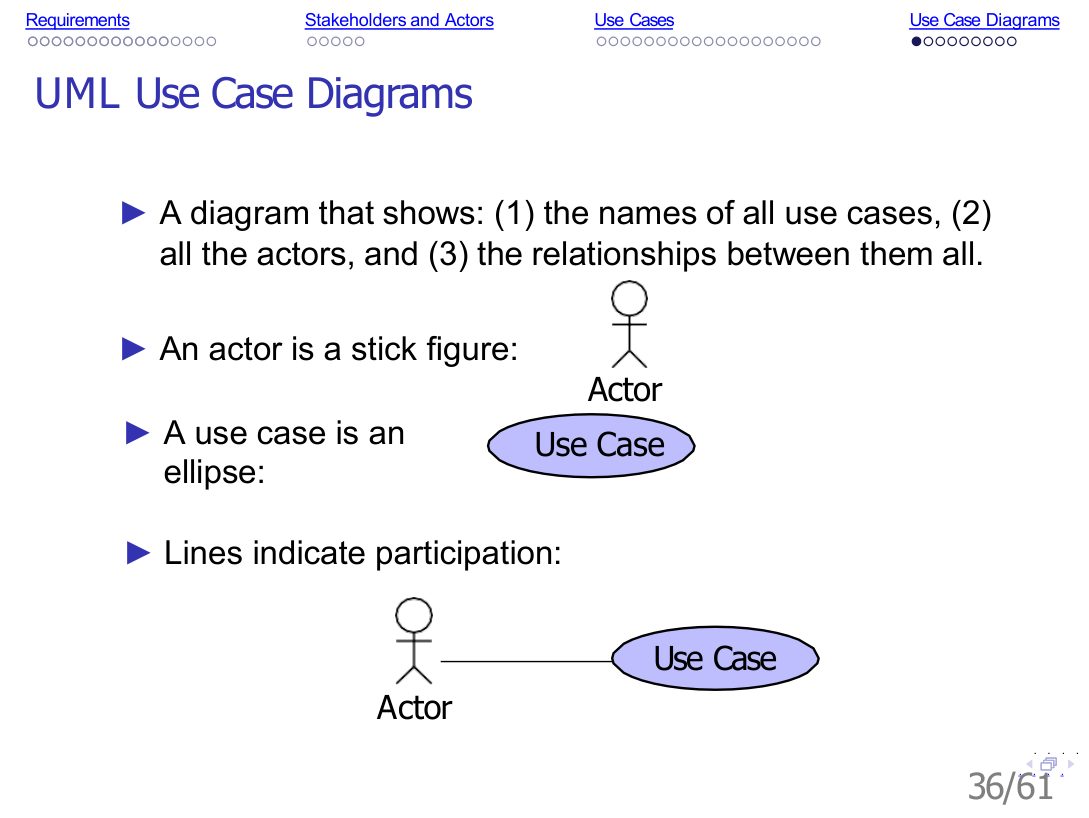 Requirements Stakeholders and Actors Use Cases Use Case Diagrams
UML Use Case Diagrams
► A diagram that shows: (1) the names of all use cases, (2)
all the actors, and (3) the relationships between them all.
► An actor is a stick figure:
Actor
► A use case is an
ellipse:
Use Case
► Lines indicate participation:
Actor
Use Case
36/61